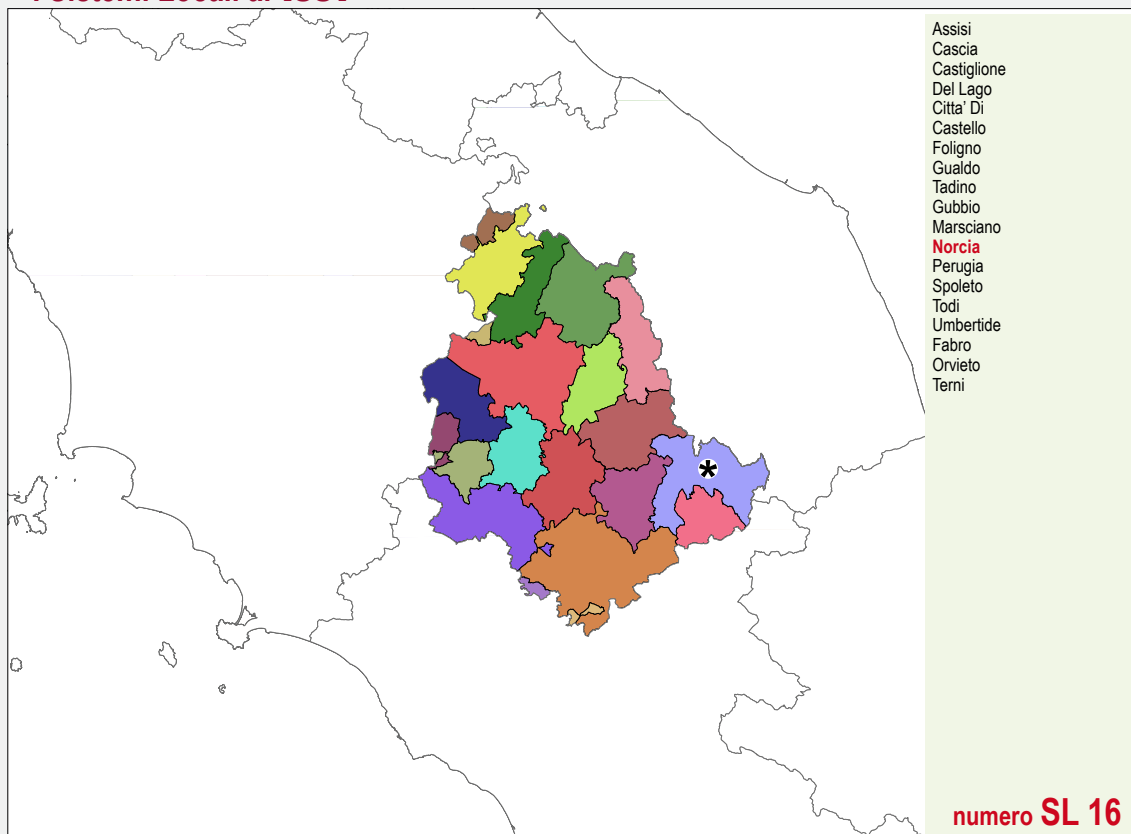 Assisi
Cascia
Castiglione
Del Lago
Citta' Di
Castello
Foligno
Gualdo
Tadino
Gubbio
Marsciano
Norcia
Perugia
Spoleto
Todi
Umbertide
Fabro
Orvieto
Terni
*
numero SL 16